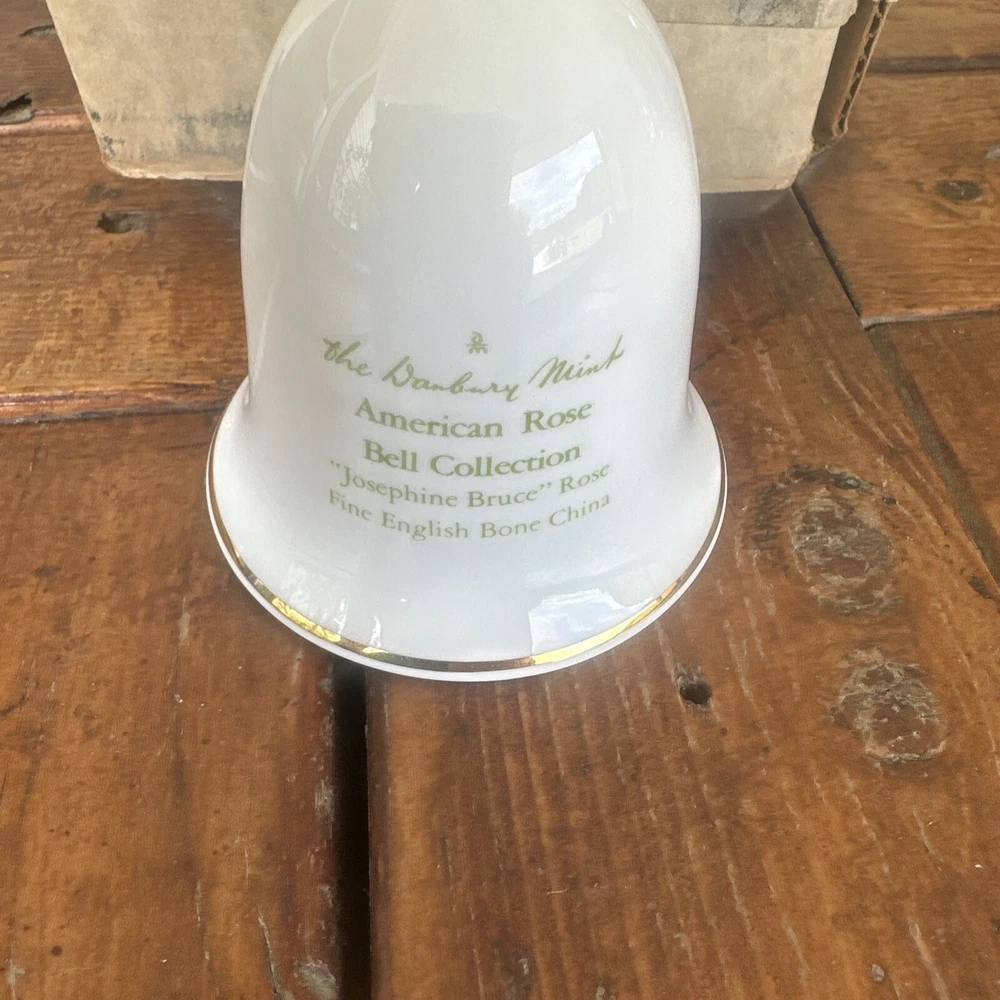 the Danbury Mint
American Rose
Bell Collection
"Josephine Bruce" Rose
Fine English Bone China